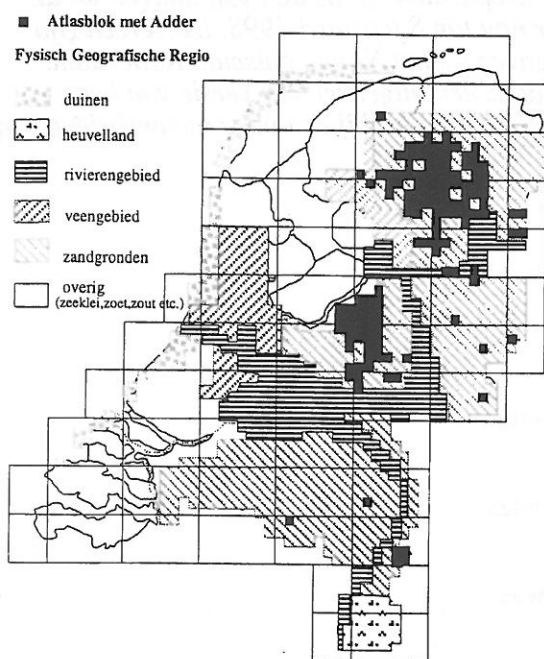 Atlasblok met Adder
Fysisch Geografische Regio
duinen
heuvelland
rivierengebied
veengebied
zandgronden
overig
(zeeklei,zoet,zout etc.)